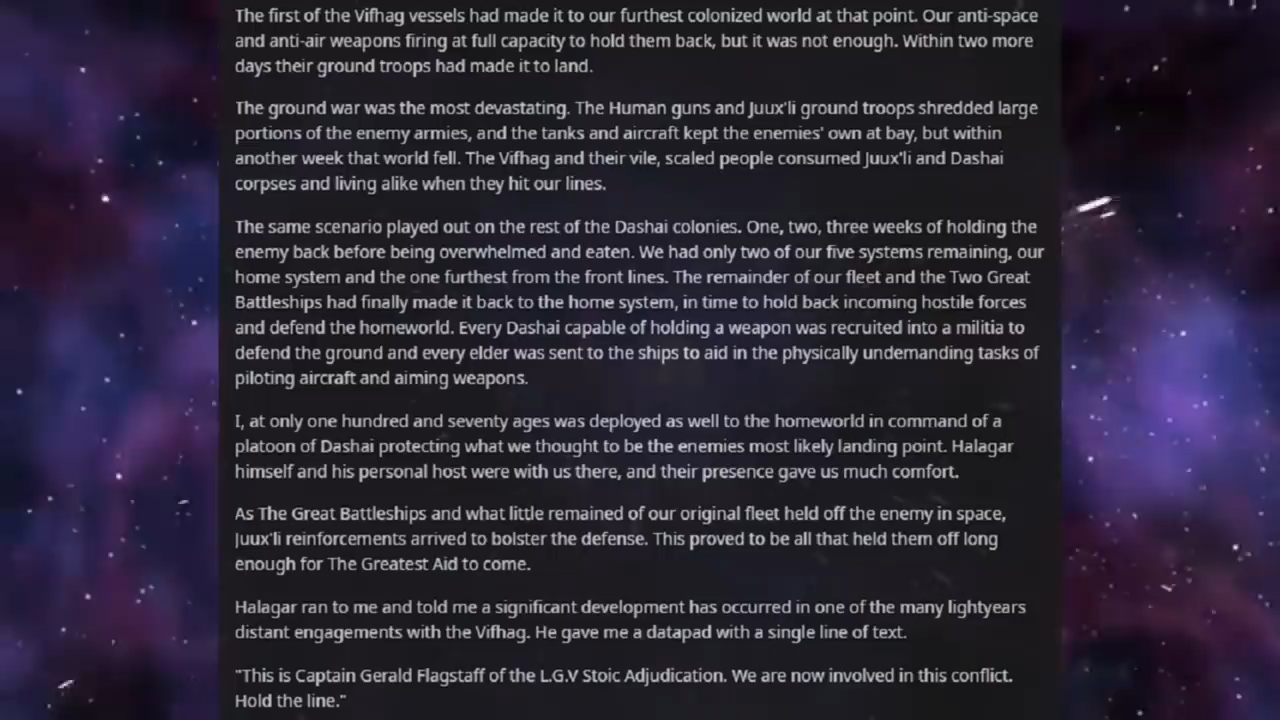 The first of the Vifhag vessels had made it to our furthest colonized world at that point. Our anti-space
and anti-air weapons firing at full capacity to hold them back, but it was not enough. Within two more
days their ground troops had made it to land.
The ground war was the most devastating. The Human guns and Juux'li ground troops shredded large
portions of the enemy armies, and the tanks and aircraft kept the enemies' own at bay, but within
another week that world fell. The Vifhag and their vile, scaled people consumed Juux'li and Dashai
corpses and living alike when they hit our lines.
The same scenario played out on the rest of the Dashai colonies. One, two, three weeks of holding the
enemy back before being overwhelmed and eaten. We had only two of our five systems remaining, our
home system and the one furthest from the front lines. The remainder of our fleet and the Two Great
Battleships had finally made it back to the home system, in time to hold back incoming hostile forces
and defend the homeworld. Every Dashai capable of holding a weapon was recruited into a militia to
defend the ground and every elder was sent to the ships to aid in the physically undemanding tasks of
piloting aircraft and aiming weapons.
I, at only one hundred and seventy ages was deployed as well to the homeworld in command of a
platoon of Dashai protecting what we thought to be the enemies most likely landing point. Halagar
himself and his personal host were with us there, and their presence gave us much comfort.
As The Great Battleships and what little remained of our original fleet held off the enemy in space,
Juux'li reinforcements arrived to bolster the defense. This proved to be all that held them off long
enough for The Greatest Aid to come.
Halagar ran to me and told me a significant development has occurred in one of the many lightyears
distant engagements with the Vifhag. He gave me a datapad with a single line of text.
"This is Captain Gerald Flagstaff of the L.G.V Stoic Adjudication. We are now involved in this conflict.
Hold the line."